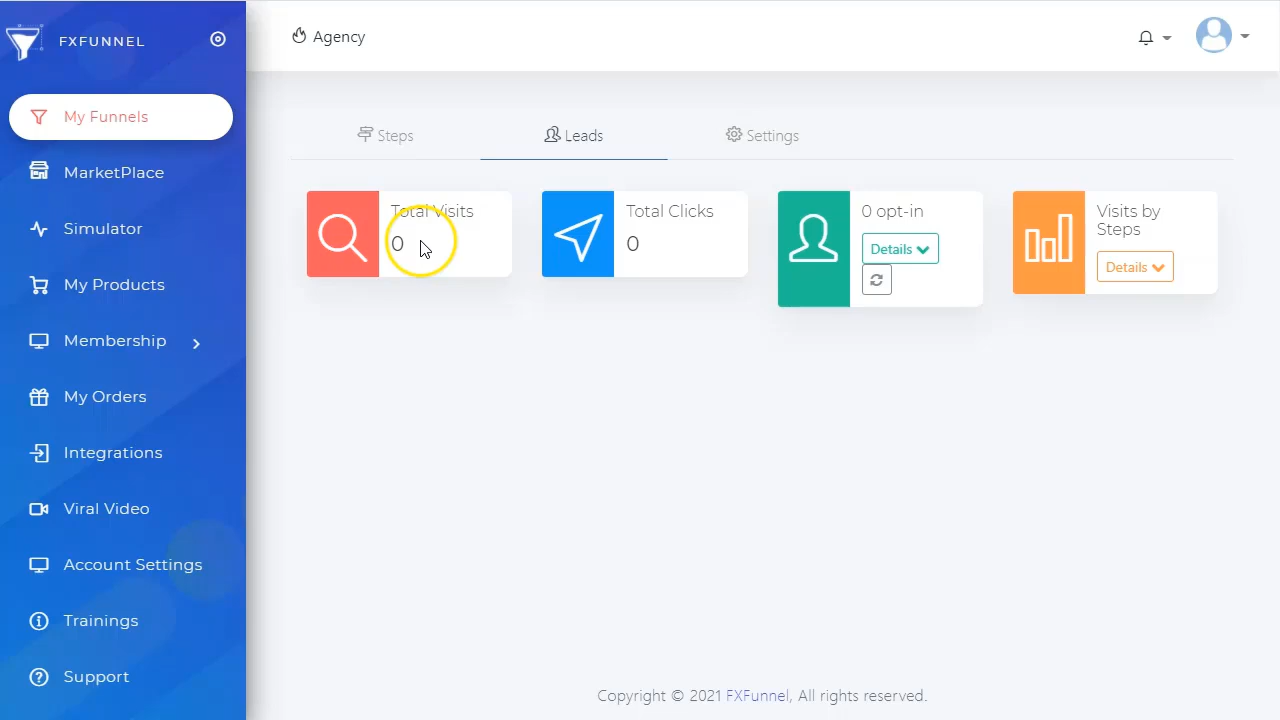 FXFUNNEL
Agency
My Funnels
MarketPlace
Simulator
My Products
Membership
My Orders
Integrations
Viral Video
Account Settings
Trainings
Support
Steps
Leads
Settings
Total Visits
0
Total Clicks
0
0 opt-in
Details
Visits by
Steps
Details
Copyright © 2021 FXFunnel, All rights reserved.